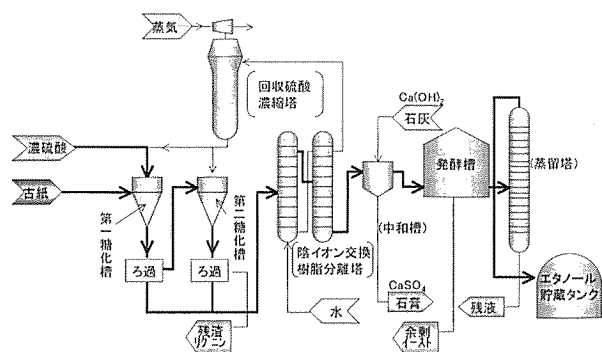 蒸気
回収硫酸
濃縮塔
Ca(OH)₂
石灰
濃硫酸
古紙
第一糖化槽
第二糖化槽
ろ過
ろ過
残渣
リグニン
陰イオン交換
樹脂分離塔
水
(中和槽)
CaSO₄
石膏
発酵槽
(蒸留塔)
余剰
イースト
残液
エタノール
貯蔵タンク